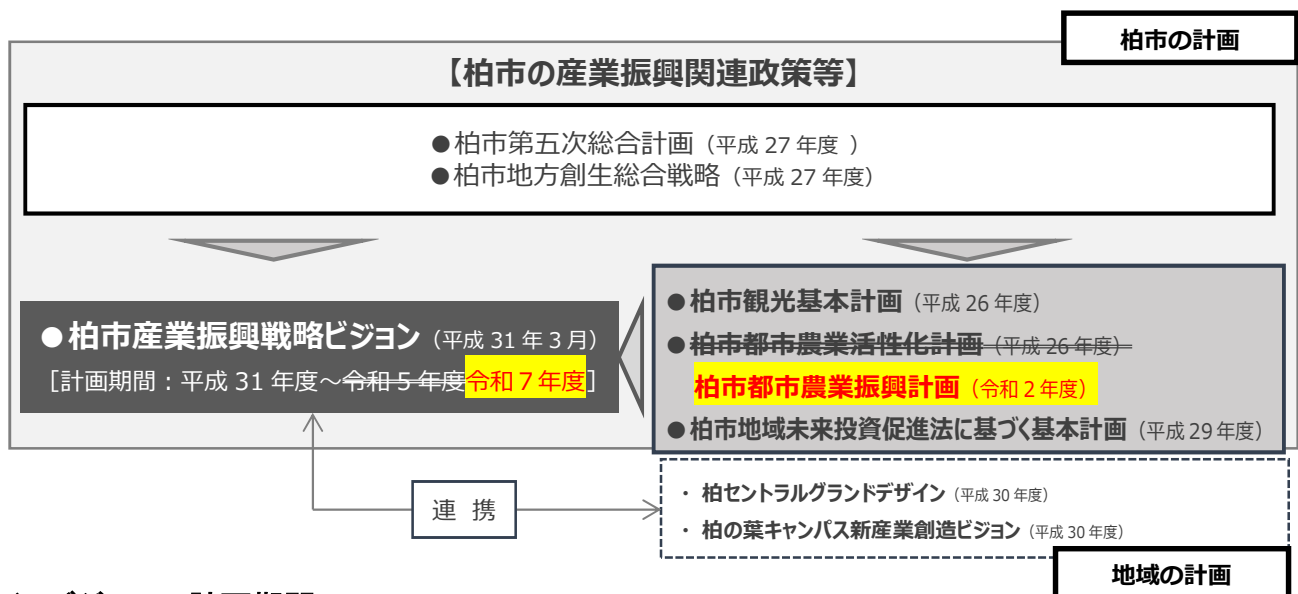 柏市の計画
【柏市の産業振興関連政策等】
●柏市第五次総合計画（平成 27 年度 ）
●柏市地方創生総合戦略（平成 27 年度）
●柏市産業振興戦略ビジョン（平成 31 年 3 月）
［計画期間：平成 31 年度～令和 5 年度令和 7 年度］
●柏市観光基本計画（平成 26 年度）
●柏市都市農業活性化計画（平成 26 年度）
柏市都市農業振興計画（令和 2 年度）
●柏市地域未来投資促進法に基づく基本計画（平成 29 年度）
連 携
・ 柏セントラルグランドデザイン（平成 30 年度）
・ 柏の葉キャンパス新産業創造ビジョン（平成 30 年度）
地域の計画